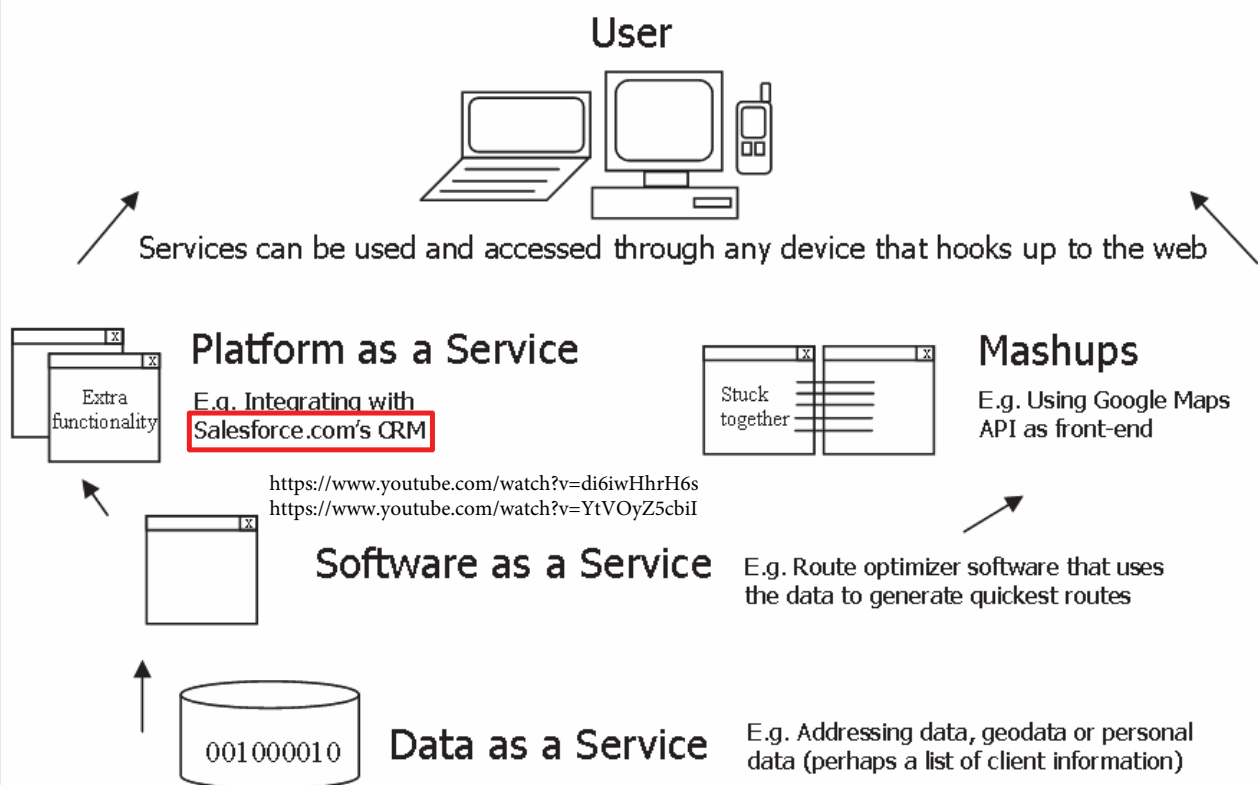 User
Services can be used and accessed through any device that hooks up to the web
X
X
Extra
functionality
Platform as a Service
E.g. Integrating with
Salesforce.com's CRM
X
X
Stuck
together
Mashups
E.g. Using Google Maps
API as front-end
https://www.youtube.com/watch?v=di6iwHhrH6s
https://www.youtube.com/watch?v=YtVOyZ5cbiI
X
Software as a Service
E.g. Route optimizer software that uses
the data to generate quickest routes
001000010
Data as a Service
E.g. Addressing data, geodata or personal
data (perhaps a list of client information)